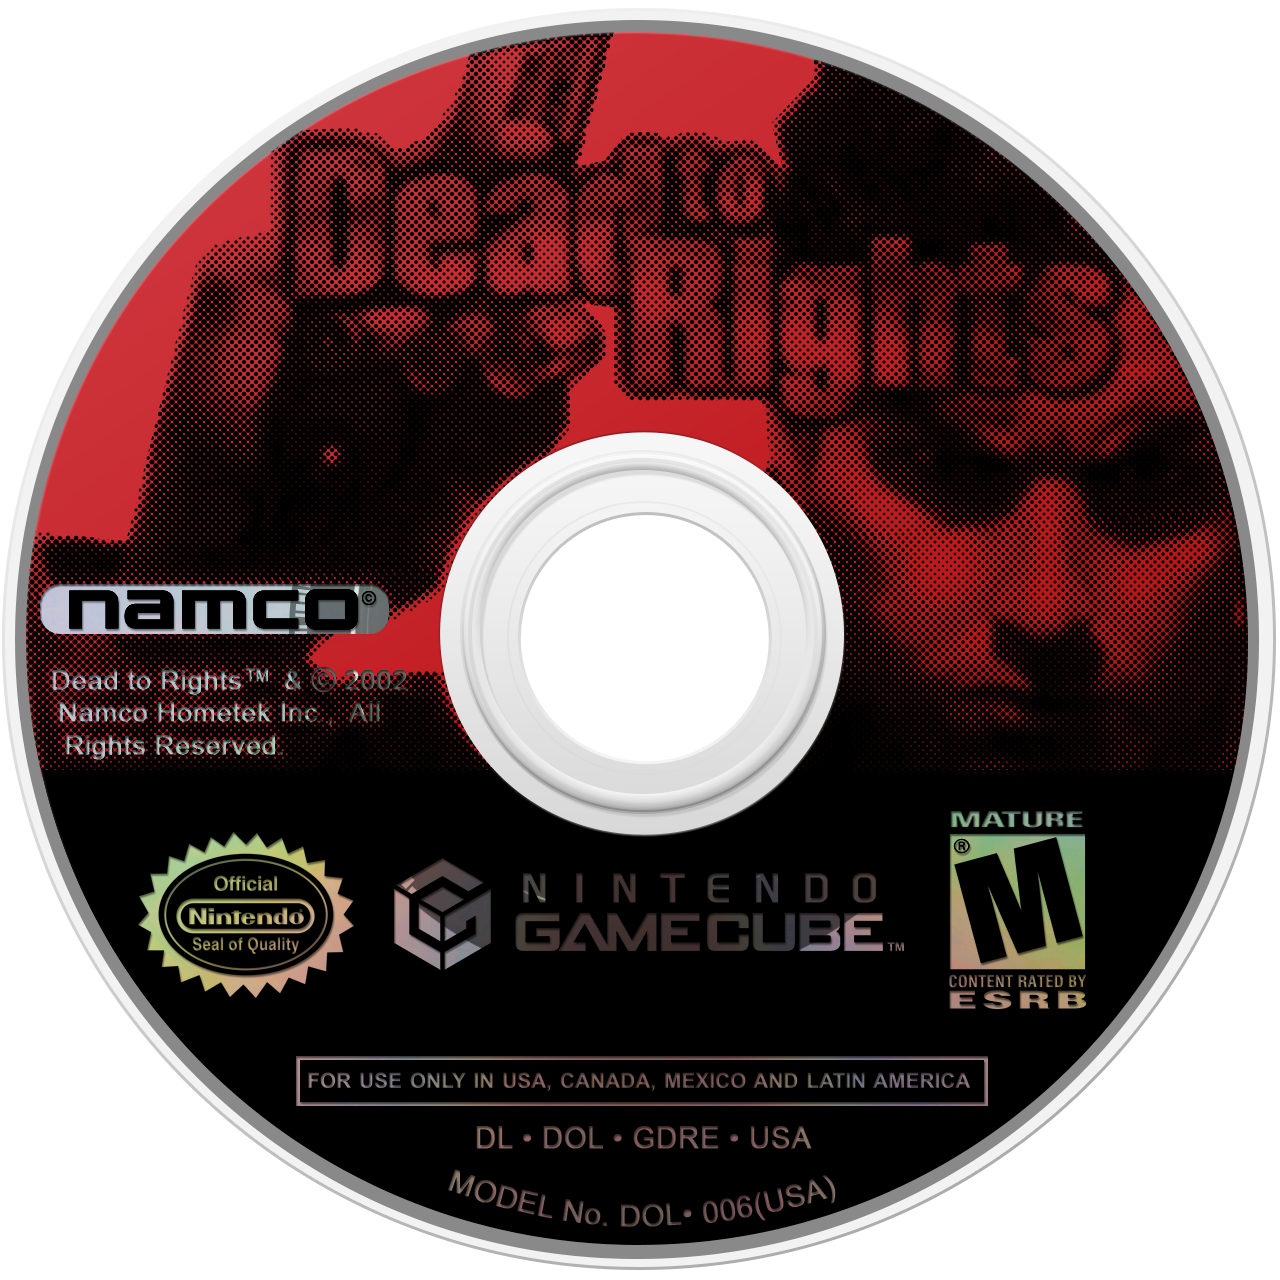 Dead to
Rights
namco©
Dead to Rights™ & © 2002
Namco Hometek Inc., All
Rights Reserved.
MATURE
M®
CONTENT RATED BY
ESRB
Official
Nintendo®
Seal of Quality
NINTENDO
GAMECUBE™
FOR USE ONLY IN USA, CANADA, MEXICO AND LATIN AMERICA
DL • DOL • GDRE • USA
MODEL No. DOL• 006(USA)